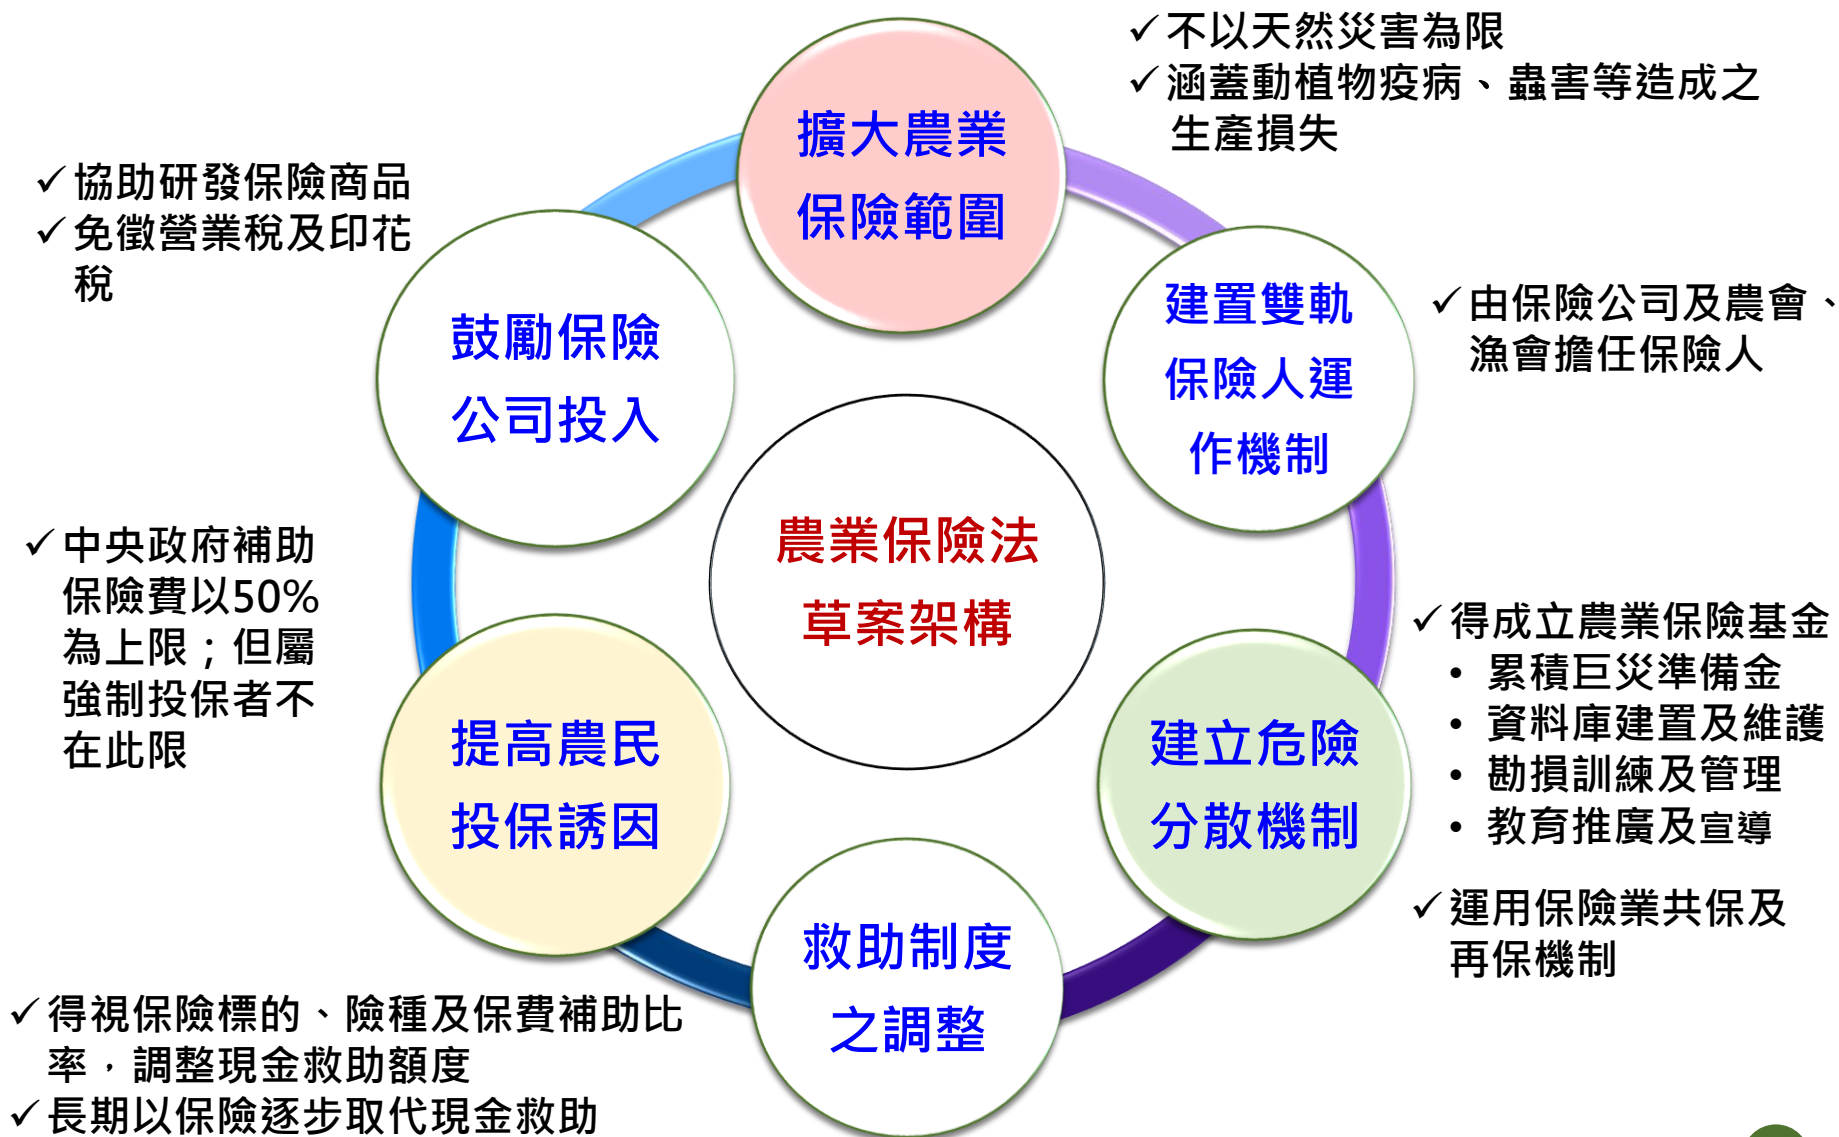 農業保險法
草案架構
擴大農業
保險範圍
✓不以天然災害為限
✓涵蓋動植物疫病、蟲害等造成之
生產損失
建置雙軌
保險人運
作機制
✓由保險公司及農會、
漁會擔任保險人
建立危險
分散機制
✓得成立農業保險基金
• 累積巨災準備金
• 資料庫建置及維護
• 勘損訓練及管理
• 教育推廣及宣導
✓運用保險業共保及
再保機制
救助制度
之調整
✓得視保險標的、險種及保費補助比
率，調整現金救助額度
✓長期以保險逐步取代現金救助
提高農民
投保誘因
✓中央政府補助
保險費以50%
為上限；但屬
強制投保者不
在此限
鼓勵保險
公司投入
✓協助研發保險商品
✓免徵營業稅及印花
稅